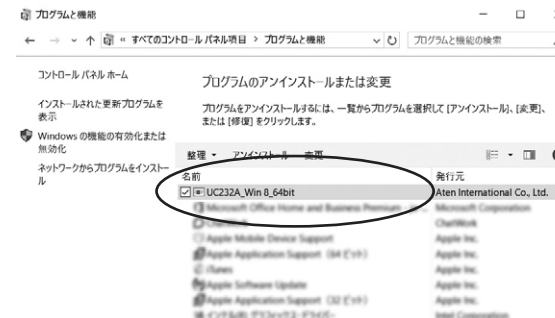 プログラムと機能
« すべてのコントロール パネル項目 > プログラムと機能
プログラムと機能の検索
コントロール パネル ホーム
インストールされた更新プログラムを
表示
Windows の機能の有効化または
無効化
ネットワークからプログラムをインストー
ル
プログラムのアンインストールまたは変更
プログラムをアンインストールするには、一覧からプログラムを選択して [アンインストール]、[変更]、
または [修復] をクリックします。
整理 アンインストール 変更
名前 発行元
UC232A_Win 8_64bit Aten International Co., Ltd.
Microsoft Office Home and Business Premium Microsoft Corporation
ChatWork ChatWork
Apple Mobile Device Support Apple Inc.
Apple Application Support (64 ビット) Apple Inc.
iTunes Apple Inc.
Apple Software Update Apple Inc.
Apple Application Support (32 ビット) Apple Inc.
Intel Corporation